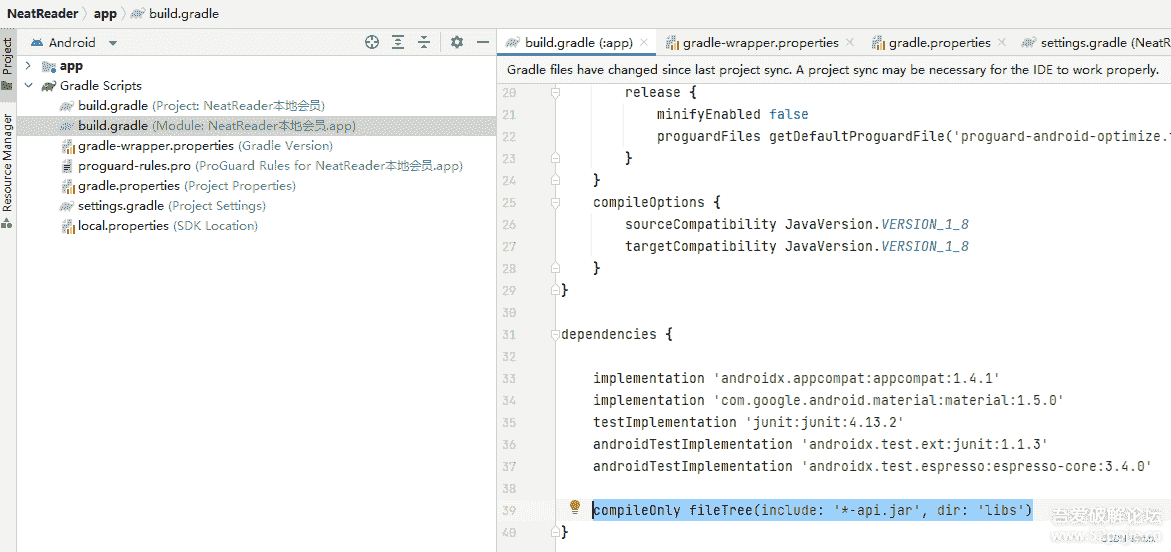 NeatReader app build.gradle
Project
Resource Manager
Android
app
Gradle Scripts
build.gradle (Project: NeatReader本地会员)
build.gradle (Module: NeatReader本地会员.app)
gradle-wrapper.properties (Gradle Version)
proguard-rules.pro (ProGuard Rules for NeatReader本地会员.app)
gradle.properties (Project Properties)
settings.gradle (Project Settings)
local.properties (SDK Location)
build.gradle (:app) gradle-wrapper.properties gradle.properties settings.gradle (NeatR
Gradle files have changed since last project sync. A project sync may be necessary for the IDE to work properly.
20 release {
21 minifyEnabled false
22 proguardFiles getDefaultProguardFile('proguard-android-optimize.
23 }
24 }
25 compileOptions {
26 sourceCompatibility JavaVersion.VERSION_1_8
27 targetCompatibility JavaVersion.VERSION_1_8
28 }
29 }
30
31 dependencies {
32
33 implementation 'androidx.appcompat:appcompat:1.4.1'
34 implementation 'com.google.android.material:material:1.5.0'
35 testImplementation 'junit:junit:4.13.2'
36 androidTestImplementation 'androidx.test.ext:junit:1.1.3'
37 androidTestImplementation 'androidx.test.espresso:espresso-core:3.4.0'
38
39 compileOnly fileTree(include: '*-api.jar', dir: 'libs')
40 }
吾爱破解论坛